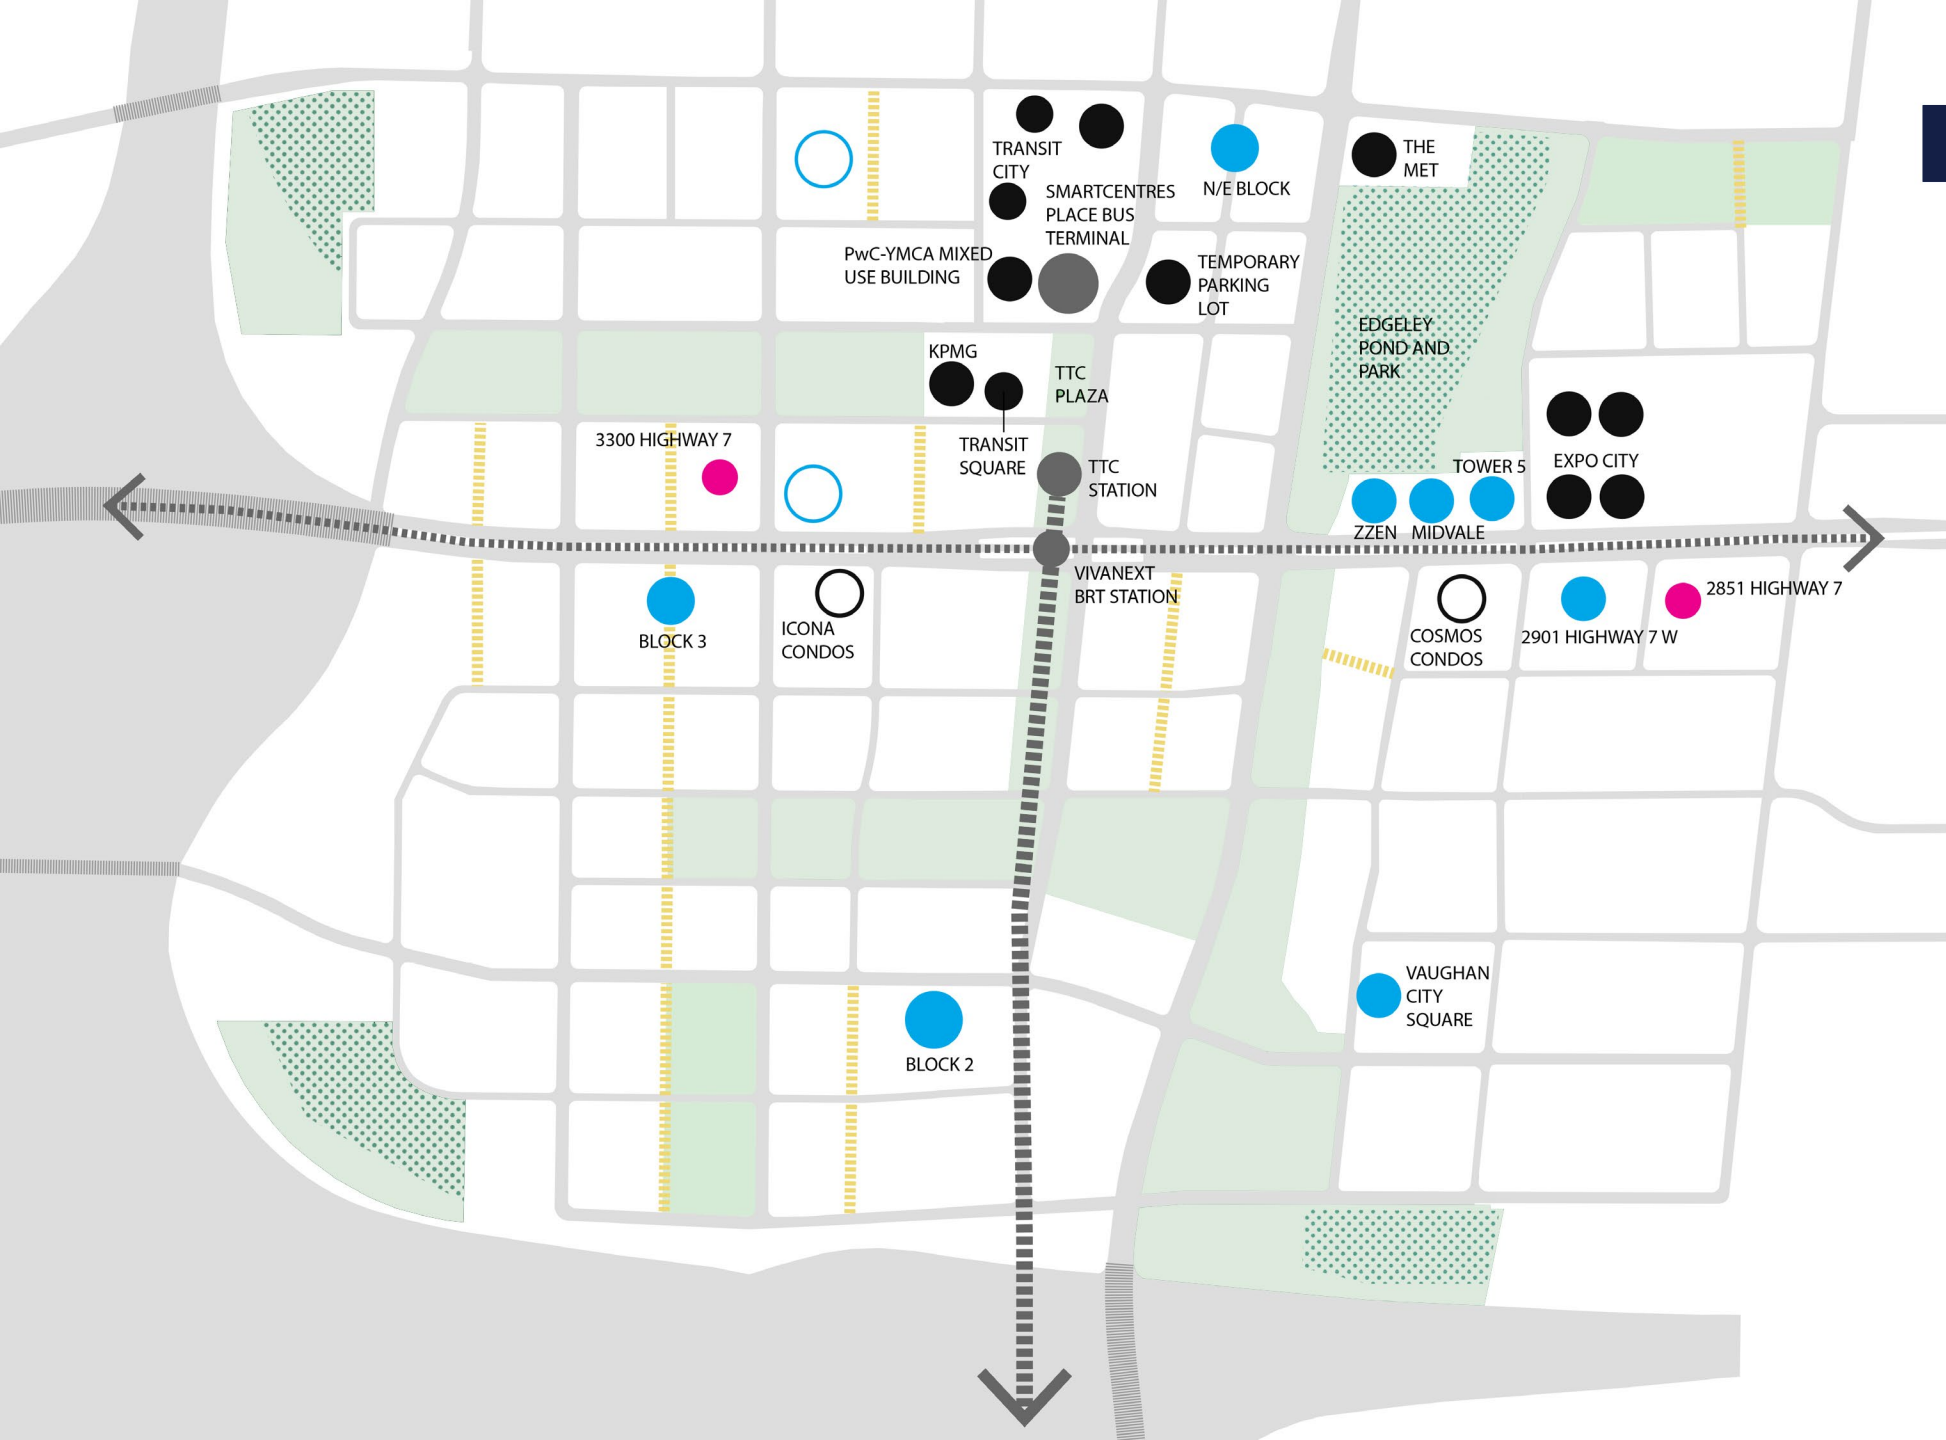 TRANSIT
CITY
THE
MET
N/E BLOCK
SMARTCENTRES
PLACE BUS
TERMINAL
PwC-YMCA MIXED
USE BUILDING
TEMPORARY
PARKING
LOT
EDGELEY
POND AND
PARK
KPMG
TTC
PLAZA
3300 HIGHWAY 7
TRANSIT
SQUARE
TTC
STATION
TOWER 5
EXPO CITY
ZZEN
MIDVALE
VIVANEXT
BRT STATION
2851 HIGHWAY 7
BLOCK 3
ICONA
CONDOS
COSMOS
CONDOS
2901 HIGHWAY 7 W
VAUGHAN
CITY
SQUARE
BLOCK 2